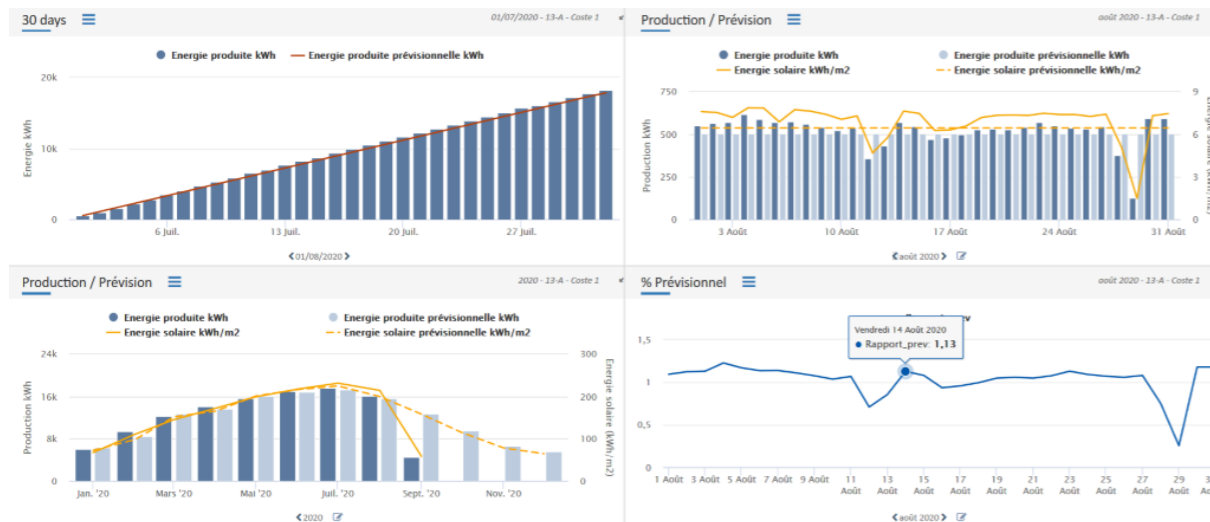 30 days
01/07/2020 - 13-A - Coste 1
Energie produite kWh
Energie produite prévisionnelle kWh
Energie kWh
20k
10k
0
6 Juil.
13 Juil.
20 Juil.
27 Juil.
01/08/2020
Production / Prévision
août 2020 - 13-A - Coste 1
Energie produite kWh
Energie produite prévisionnelle kWh
Energie solaire kWh/m2
Energie solaire prévisionnelle kWh/m2
Production kWh
750
500
250
0
9
6
3
0
Energie solaire (kWh/m2)
3 Août
10 Août
17 Août
24 Août
31 Août
août 2020
Production / Prévision
2020 - 13-A - Coste 1
Energie produite kWh
Energie produite prévisionnelle kWh
Energie solaire kWh/m2
Energie solaire prévisionnelle kWh/m2
Production kWh
24k
16k
8k
0
300
200
100
0
Energie solaire (kWh/m2)
Jan. '20
Mars '20
Mai '20
Juil. '20
Sept. '20
Nov. '20
2020
% Prévisionnel
août 2020 - 13-A - Coste 1
Vendredi 14 Août 2020
Rapport_prev: 1,13
1,5
1
0,5
0
1 Août
3 Août
5 Août
7 Août
9 Août
11 Août
13 Août
15 Août
17 Août
19 Août
21 Août
23 Août
25 Août
27 Août
29 Août
août 2020